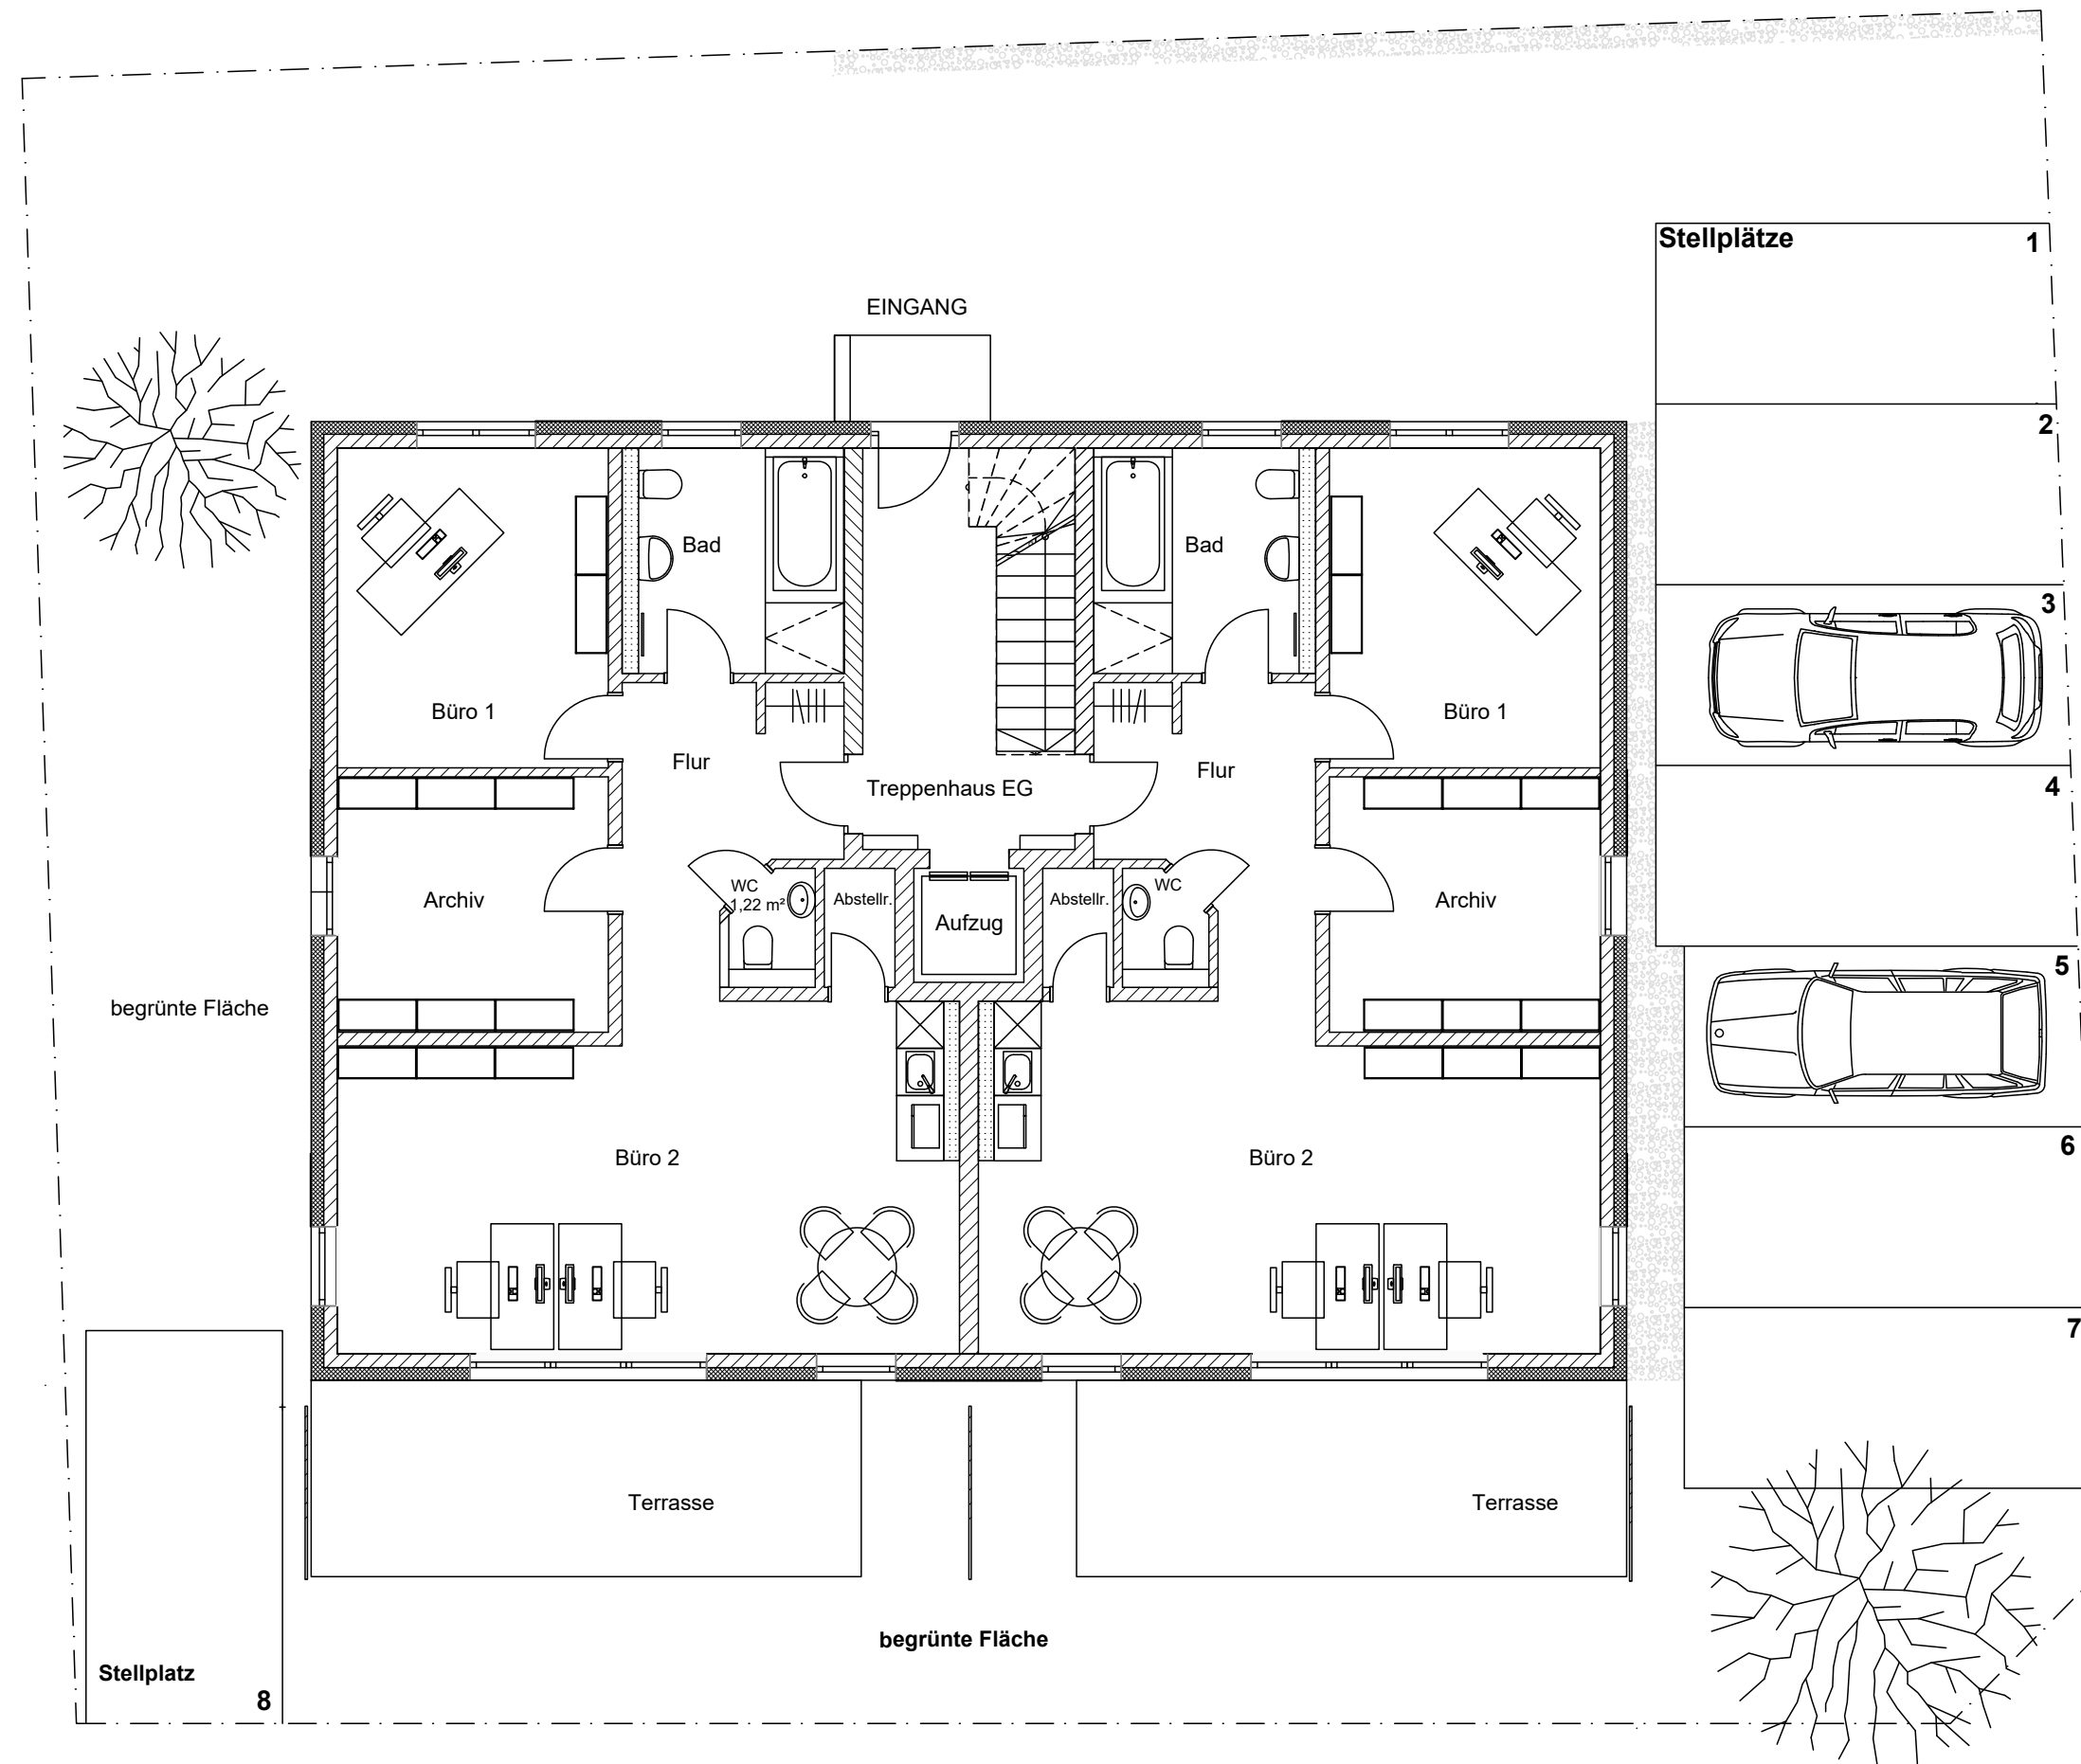 Stellplätze
1
EINGANG
2
Bad
Bad
3
Büro 1
Büro 1
Flur
Flur
Treppenhaus EG
4
WC
1,22 m²
Abstellr.
Abstellr.
WC
Archiv
Archiv
Aufzug
5
begrünte Fläche
6
Büro 2
Büro 2
7
Terrasse
Terrasse
begrünte Fläche
Stellplatz
8